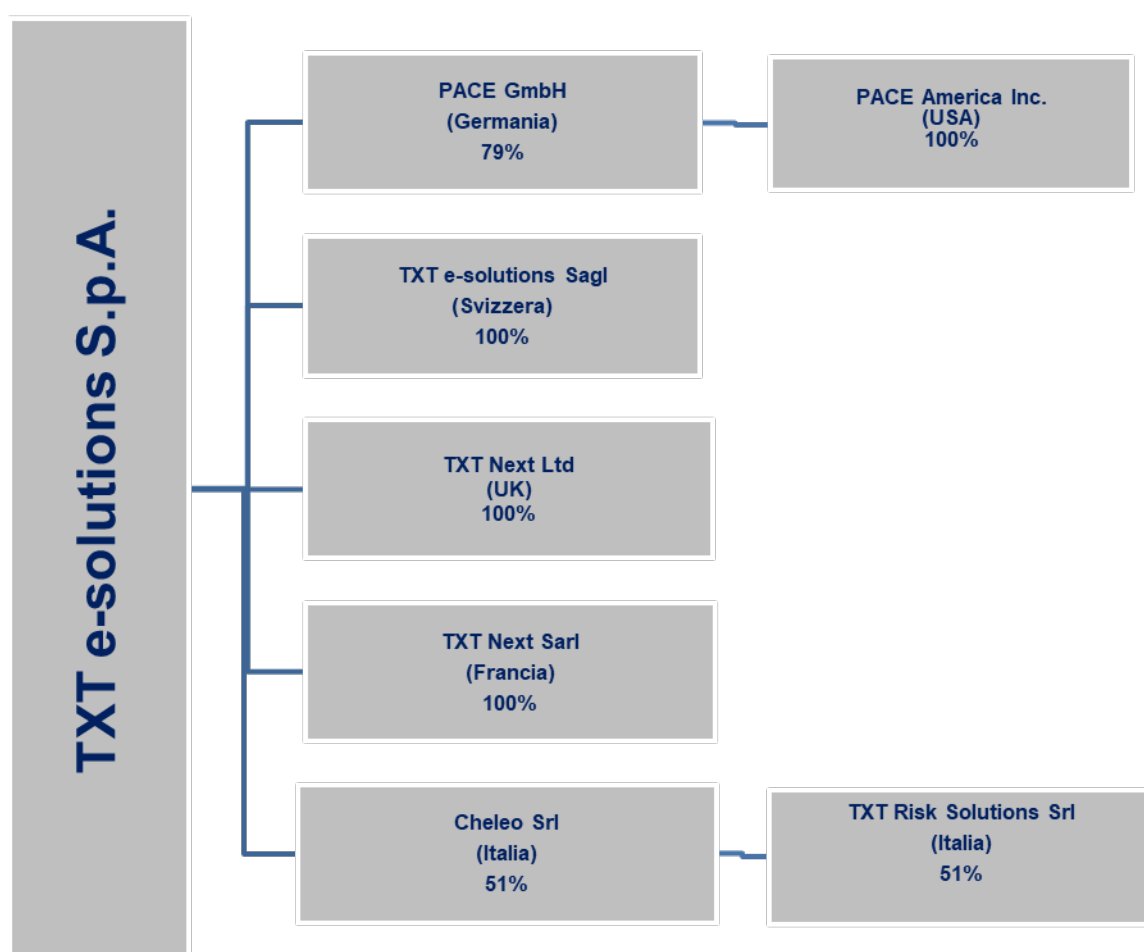 TXT e-solutions S.p.A.
PACE GmbH
(Germania)
79%
PACE America Inc.
(USA)
100%
TXT e-solutions Sagl
(Svizzera)
100%
TXT Next Ltd
(UK)
100%
TXT Next Sarl
(Francia)
100%
Cheleo Srl
(Italia)
51%
TXT Risk Solutions Srl
(Italia)
51%